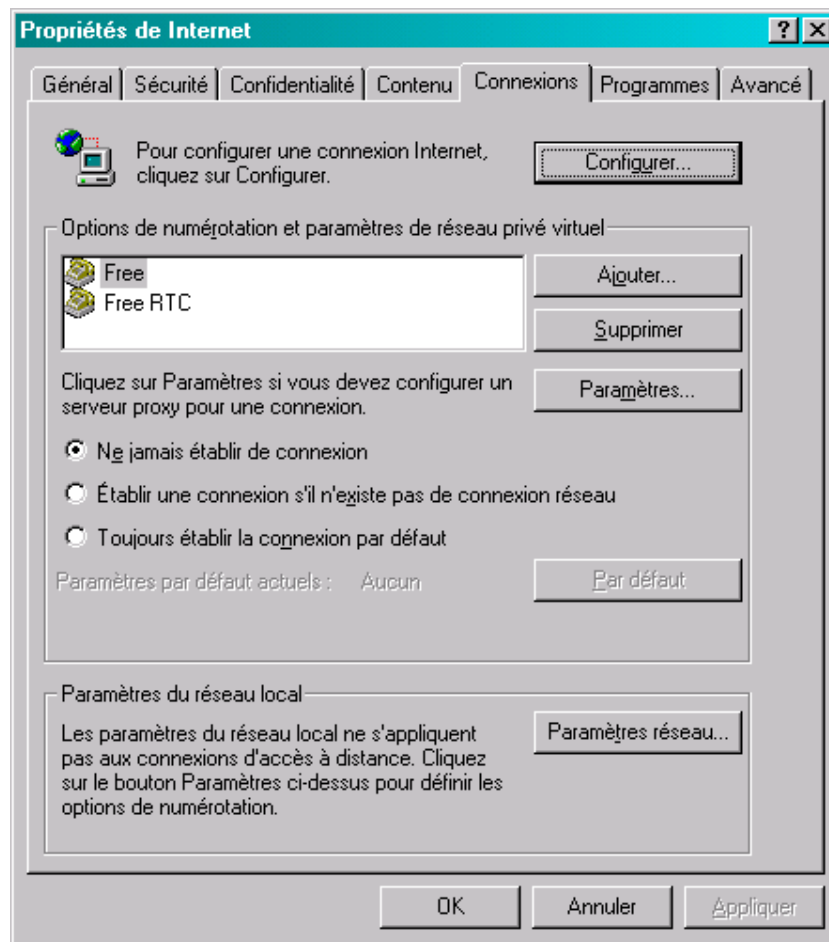 Propriétés de Internet
Général Sécurité Confidentialité Contenu Connexions Programmes Avancé
Pour configurer une connexion Internet,
cliquez sur Configurer.
Configurer...
Options de numérotation et paramètres de réseau privé virtuel
Free
Free RTC
Ajouter...
Supprimer
Cliquez sur Paramètres si vous devez configurer un
serveur proxy pour une connexion.
Paramètres...
Ne jamais établir de connexion
Établir une connexion s'il n'existe pas de connexion réseau
Toujours établir la connexion par défaut
Paramètres par défaut actuels : Aucun
Par défaut
Paramètres du réseau local
Les paramètres du réseau local ne s'appliquent
pas aux connexions d'accès à distance. Cliquez
sur le bouton Paramètres ci-dessus pour définir les
options de numérotation.
Paramètres réseau...
OK Annuler Appliquer